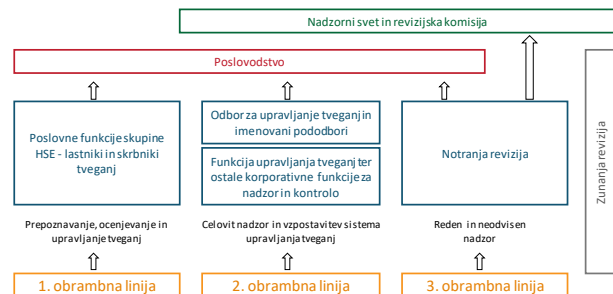 Nadzorni svet in revizijska komisija
Poslovodstvo
Poslovne funkcije skupine
HSE - lastniki in skrbniki
tveganj
Odbor za upravljanje tveganj in
imenovani pododbori
Funkcija upravljanja tveganj ter
ostale korporativne funkcije za
nadzor in kontrolo
Notranja revizija
Zunanja revizija
Prepoznavanje, ocenjevanje in
upravljanje tveganj
Celovit nadzor in vzpostavitev sistema
upravljanja tveganj
Reden in neodvisen
nadzor
1. obrambna linija
2. obrambna linija
3. obrambna linija